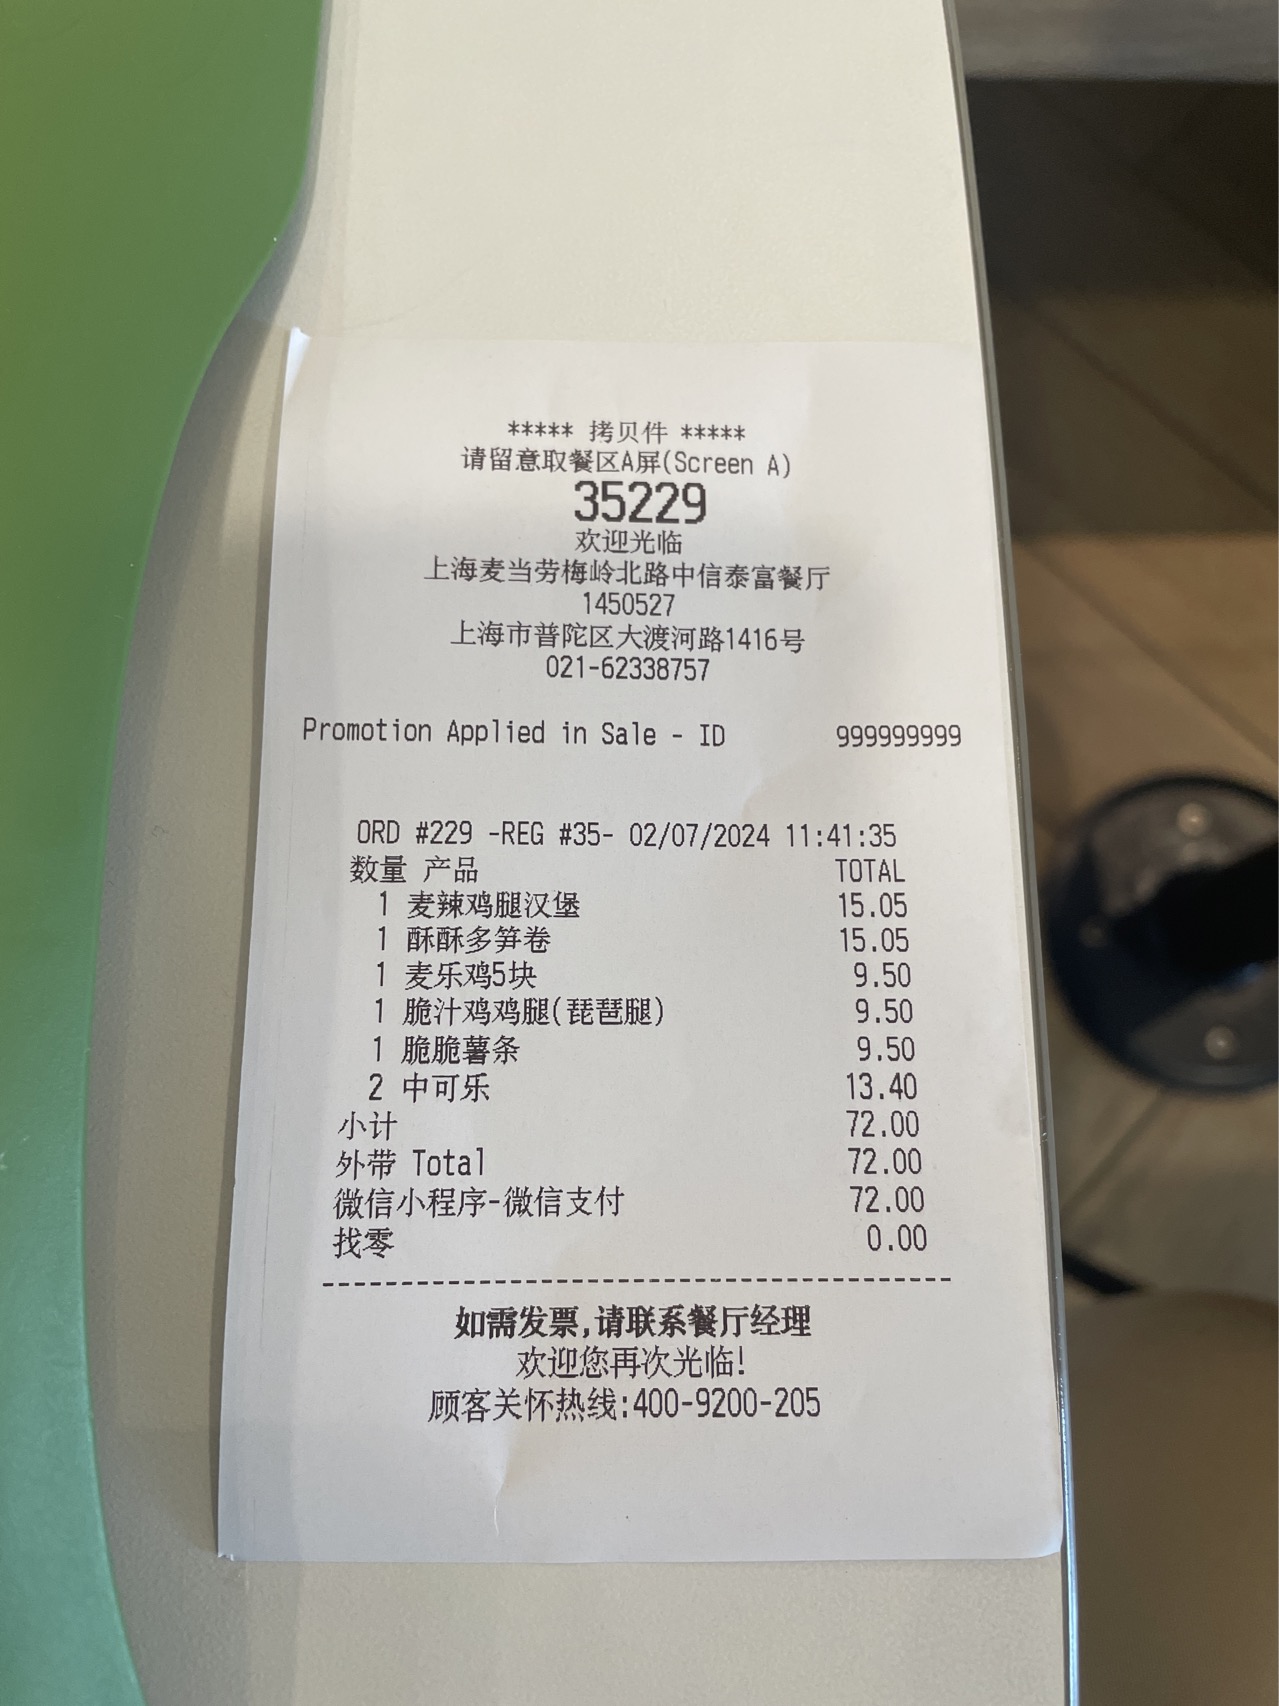 ***** 拷贝件 *****
请留意取餐区A屏(Screen A)
35229
欢迎光临
上海麦当劳梅岭北路中信泰富餐厅
1450527
上海市普陀区大渡河路1416号
021-62338757
Promotion Applied in Sale - ID 999999999
ORD #229 -REG #35- 02/07/2024 11:41:35
数量 产品 TOTAL
1 麦辣鸡腿汉堡 15.05
1 酥酥多笋卷 15.05
1 麦乐鸡5块 9.50
1 脆汁鸡鸡腿(琵琶腿) 9.50
1 脆脆薯条 9.50
2 中可乐 13.40
小计 72.00
外带 Total 72.00
微信小程序-微信支付 72.00
找零 0.00
--------------------------------------------
如需发票,请联系餐厅经理
欢迎您再次光临!
顾客关怀热线:400-9200-205